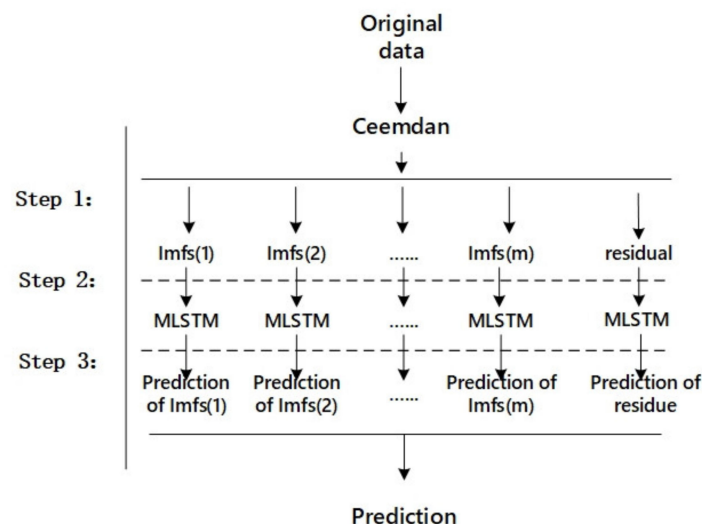 Original
data
Ceemdan
Step 1:
Imfs(1) Imfs(2) ...... Imfs(m) residual
Step 2:
MLSTM MLSTM ...... MLSTM MLSTM
Step 3:
Prediction Prediction Prediction of Prediction of
of Imfs(1) of Imfs(2) ...... Imfs(m) residue
Prediction